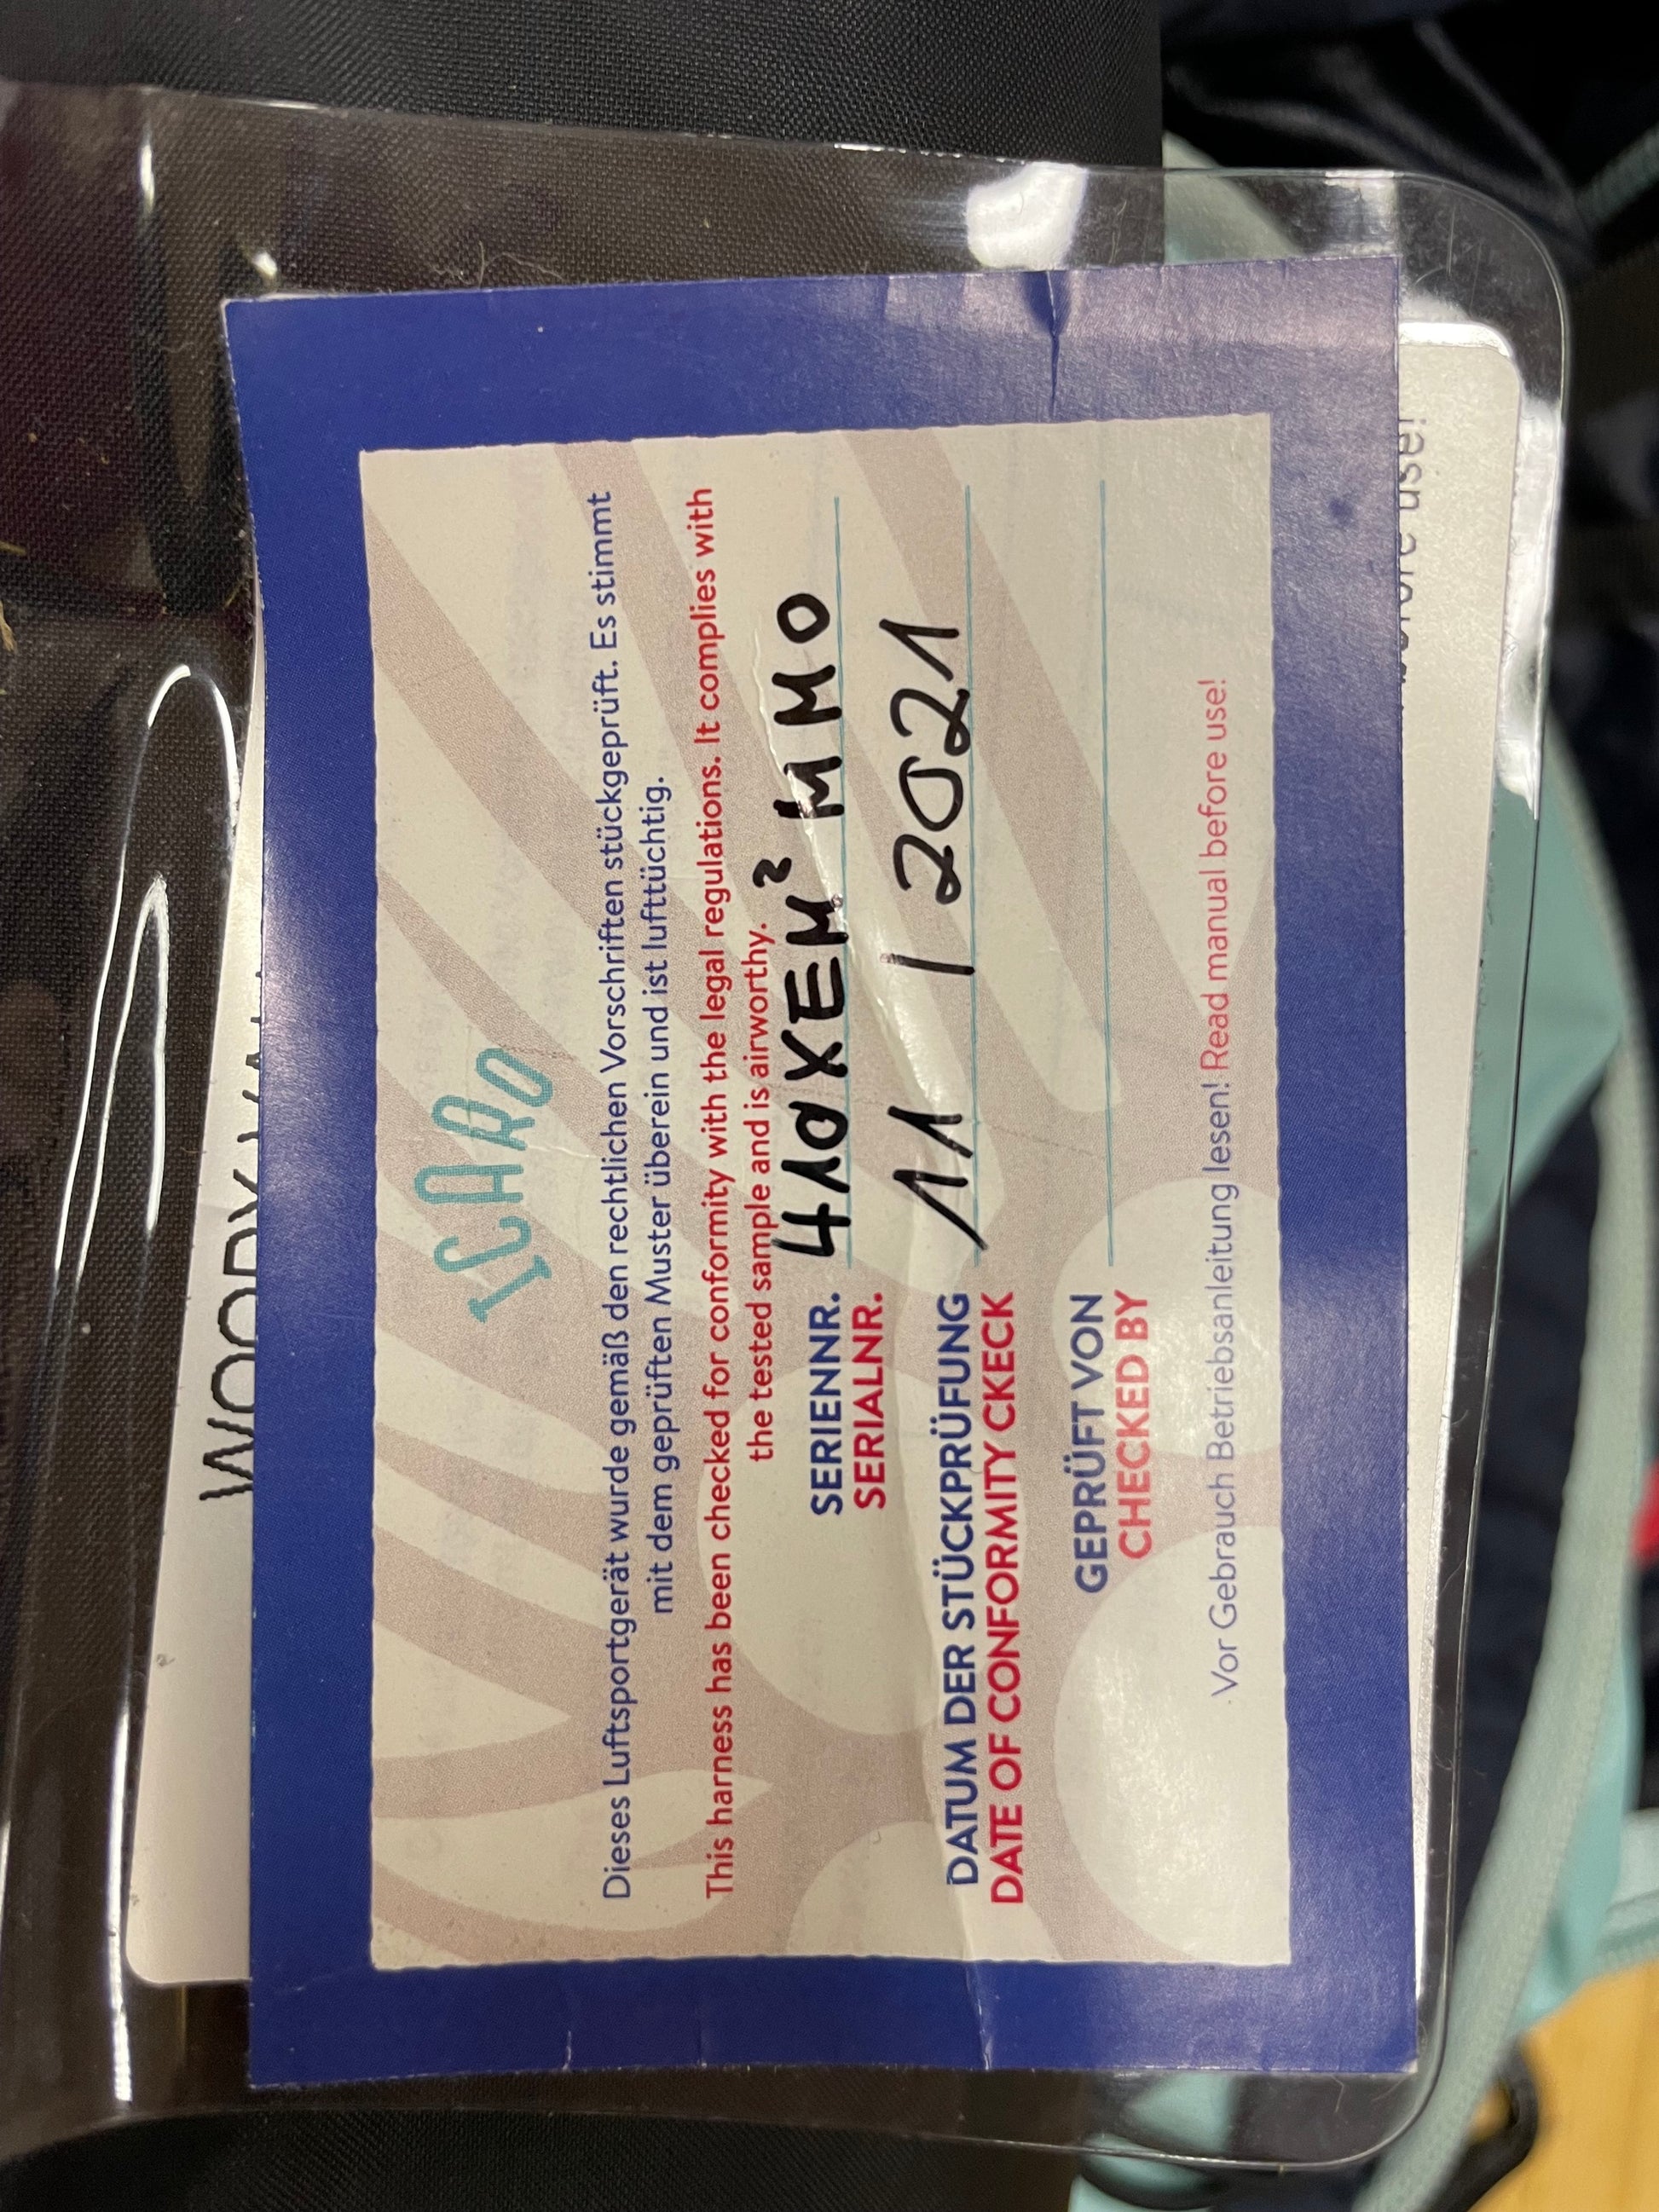 ICARO
Dieses Luftsportgerät wurde gemäß den rechtlichen Vorschriften stückgeprüft. Es stimmt
mit dem geprüften Muster überein und ist lufttüchtig.
This harness has been checked for conformity with the legal regulations. It complies with
the tested sample and is airworthy.
SERIENNR. 410XEM² MMO
SERIALNR.
DATUM DER STÜCKPRÜFUNG 11 / 2021
DATE OF CONFORMITY CKECK
GEPRÜFT VON
CHECKED BY
Vor Gebrauch Betriebsanleitung lesen! Read manual before use!
before use!